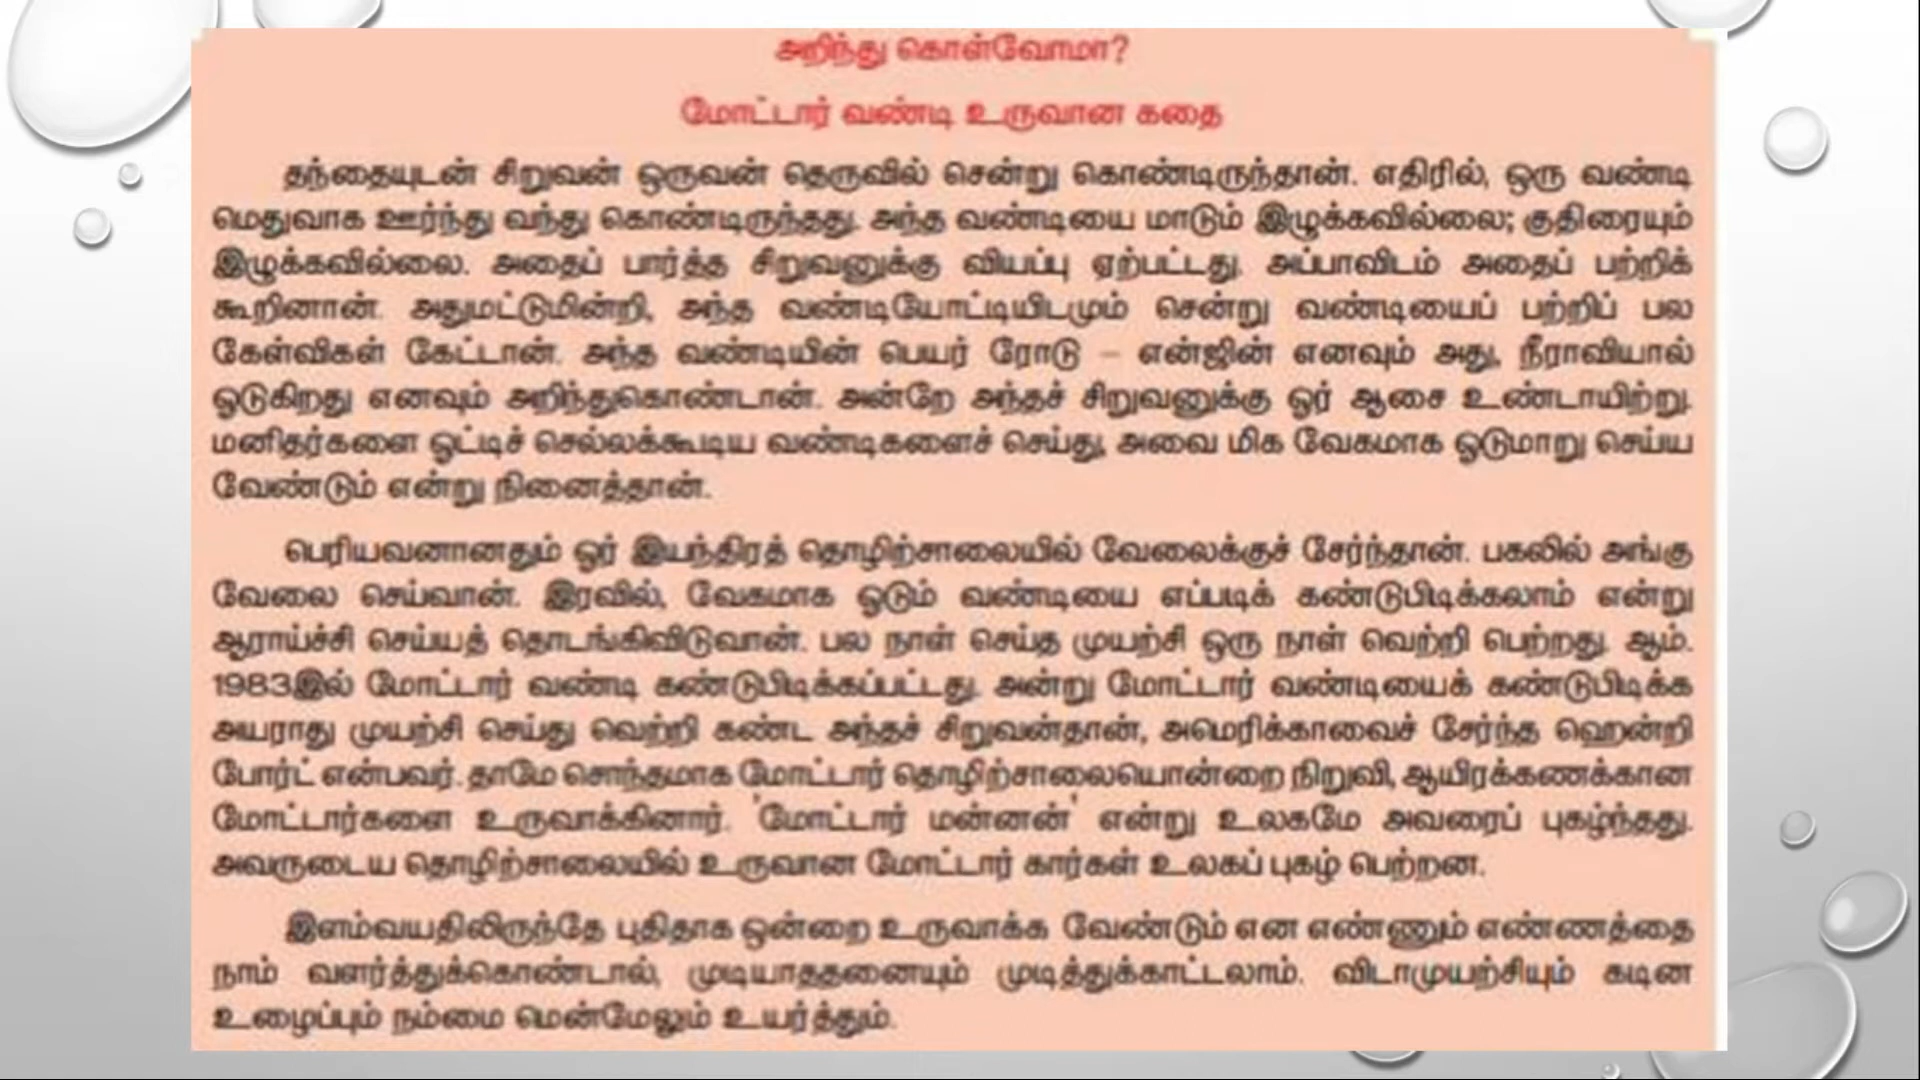 அறிந்து கொள்வோமா?
மோட்டார் வண்டி உருவான கதை
தந்தையுடன் சிறுவன் ஒருவன் தெருவில் சென்று கொண்டிருந்தான். எதிரில், ஒரு வண்டி
மெதுவாக ஊர்ந்து வந்து கொண்டிருந்தது. அந்த வண்டியை மாடும் இழுக்கவில்லை; குதிரையும்
இழுக்கவில்லை. அதைப் பார்த்த சிறுவனுக்கு வியப்பு ஏற்பட்டது. அப்பாவிடம் அதைப் பற்றிக்
கூறினான். அதுமட்டுமின்றி, அந்த வண்டியோட்டியிடமும் சென்று வண்டியைப் பற்றிப் பல
கேள்விகள் கேட்டான். அந்த வண்டியின் பெயர் ரோடு – என்ஜின் எனவும் அது, நீராவியால்
ஓடுகிறது எனவும் அறிந்துகொண்டான். அன்றே அந்தச் சிறுவனுக்கு ஓர் ஆசை உண்டாயிற்று.
மனிதர்களை ஓட்டிச் செல்லக்கூடிய வண்டிகளைச் செய்து, அவை மிக வேகமாக ஓடுமாறு செய்ய
வேண்டும் என்று நினைத்தான்.
பெரியவனானதும் ஓர் இயந்திரத் தொழிற்சாலையில் வேலைக்குச் சேர்ந்தான். பகலில் அங்கு
வேலை செய்வான். இரவில், வேகமாக ஓடும் வண்டியை எப்படிக் கண்டுபிடிக்கலாம் என்று
ஆராய்ச்சி செய்யத் தொடங்கிவிடுவான். பல நாள் செய்த முயற்சி ஒரு நாள் வெற்றி பெற்றது. ஆம்.
1983இல் மோட்டார் வண்டி கண்டுபிடிக்கப்பட்டது. அன்று மோட்டார் வண்டியைக் கண்டுபிடிக்க
அயராது முயற்சி செய்து வெற்றி கண்ட அந்தச் சிறுவன்தான், அமெரிக்காவைச் சேர்ந்த ஹென்றி
போர்ட் என்பவர். தாமே சொந்தமாக மோட்டார் தொழிற்சாலையொன்றை நிறுவி, ஆயிரக்கணக்கான
மோட்டார்களை உருவாக்கினார். 'மோட்டார் மன்னன்' என்று உலகமே அவரைப் புகழ்ந்தது.
அவருடைய தொழிற்சாலையில் உருவான மோட்டார் கார்கள் உலகப் புகழ் பெற்றன.
இளம்வயதிலிருந்தே புதிதாக ஒன்றை உருவாக்க வேண்டும் என எண்ணும் எண்ணத்தை
நாம் வளர்த்துக்கொண்டால், முடியாததனையும் முடித்துக்காட்டலாம். விடாமுயற்சியும் கடின
உழைப்பும் நம்மை மென்மேலும் உயர்த்தும்.